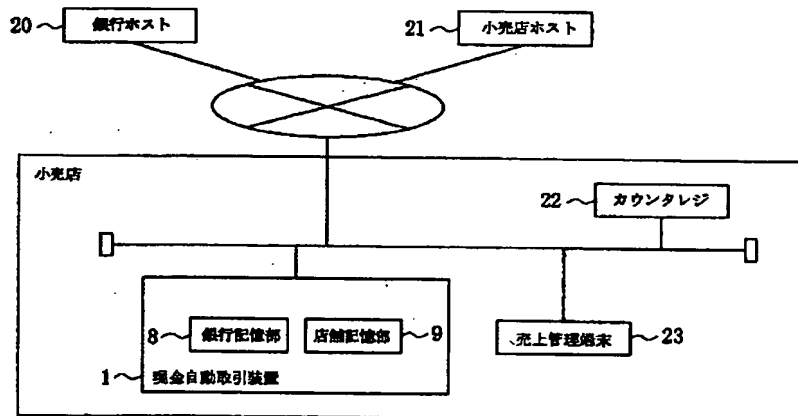 20 銀行ホスト
21 小売店ホスト
小売店
22 カウンタレジ
8 銀行記憶部
店舗記憶部 9
売上管理端末 23
1 現金自動取引装置